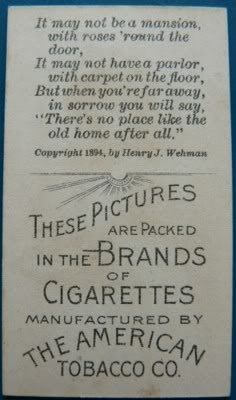 It may not be a mansion,
with roses 'round the
door,
It may not have a parlor,
with carpet on the floor,
But when you're far away,
in sorrow you will say,
"There's no place like the
old home after all."
Copyright 1894, by Henry J. Wehman
THESE PICTURES
ARE PACKED
IN THE BRANDS
OF
CIGARETTES
MANUFACTURED BY
THE AMERICAN
TOBACCO CO.